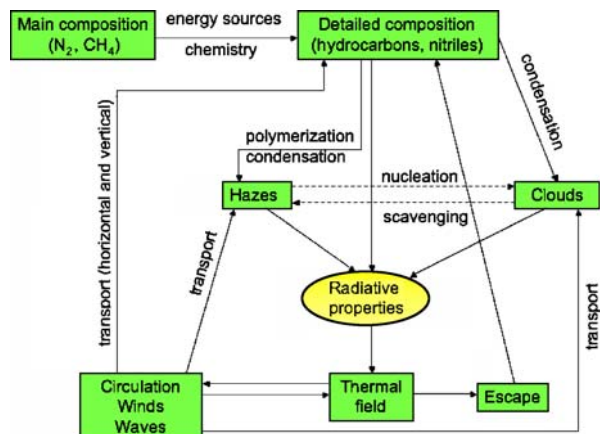 Main composition
(N₂, CH₄)
energy sources
chemistry
Detailed composition
(hydrocarbons, nitriles)
condensation
polymerization
condensation
transport (horizontal and vertical)
Hazes
nucleation
scavenging
Clouds
transport
Radiative
properties
transport
Circulation
Winds
Waves
Thermal
field
Escape